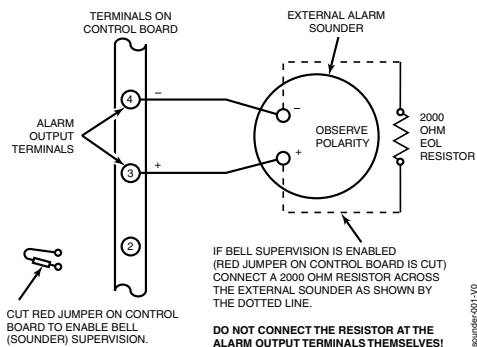 TERMINALS ON
CONTROL BOARD
EXTERNAL ALARM
SOUNDER
4
–
–
ALARM
OUTPUT
TERMINALS
OBSERVE
POLARITY
2000
OHM
EOL
RESISTOR
3
+
+
2
IF BELL SUPERVISION IS ENABLED
(RED JUMPER ON CONTROL BOARD IS CUT)
CONNECT A 2000 OHM RESISTOR ACROSS
THE EXTERNAL SOUNDER AS SHOWN BY
THE DOTTED LINE.
CUT RED JUMPER ON CONTROL
BOARD TO ENABLE BELL
(SOUNDER) SUPERVISION.
DO NOT CONNECT THE RESISTOR AT THE
ALARM OUTPUT TERMINALS THEMSELVES!
sounder-001-V0